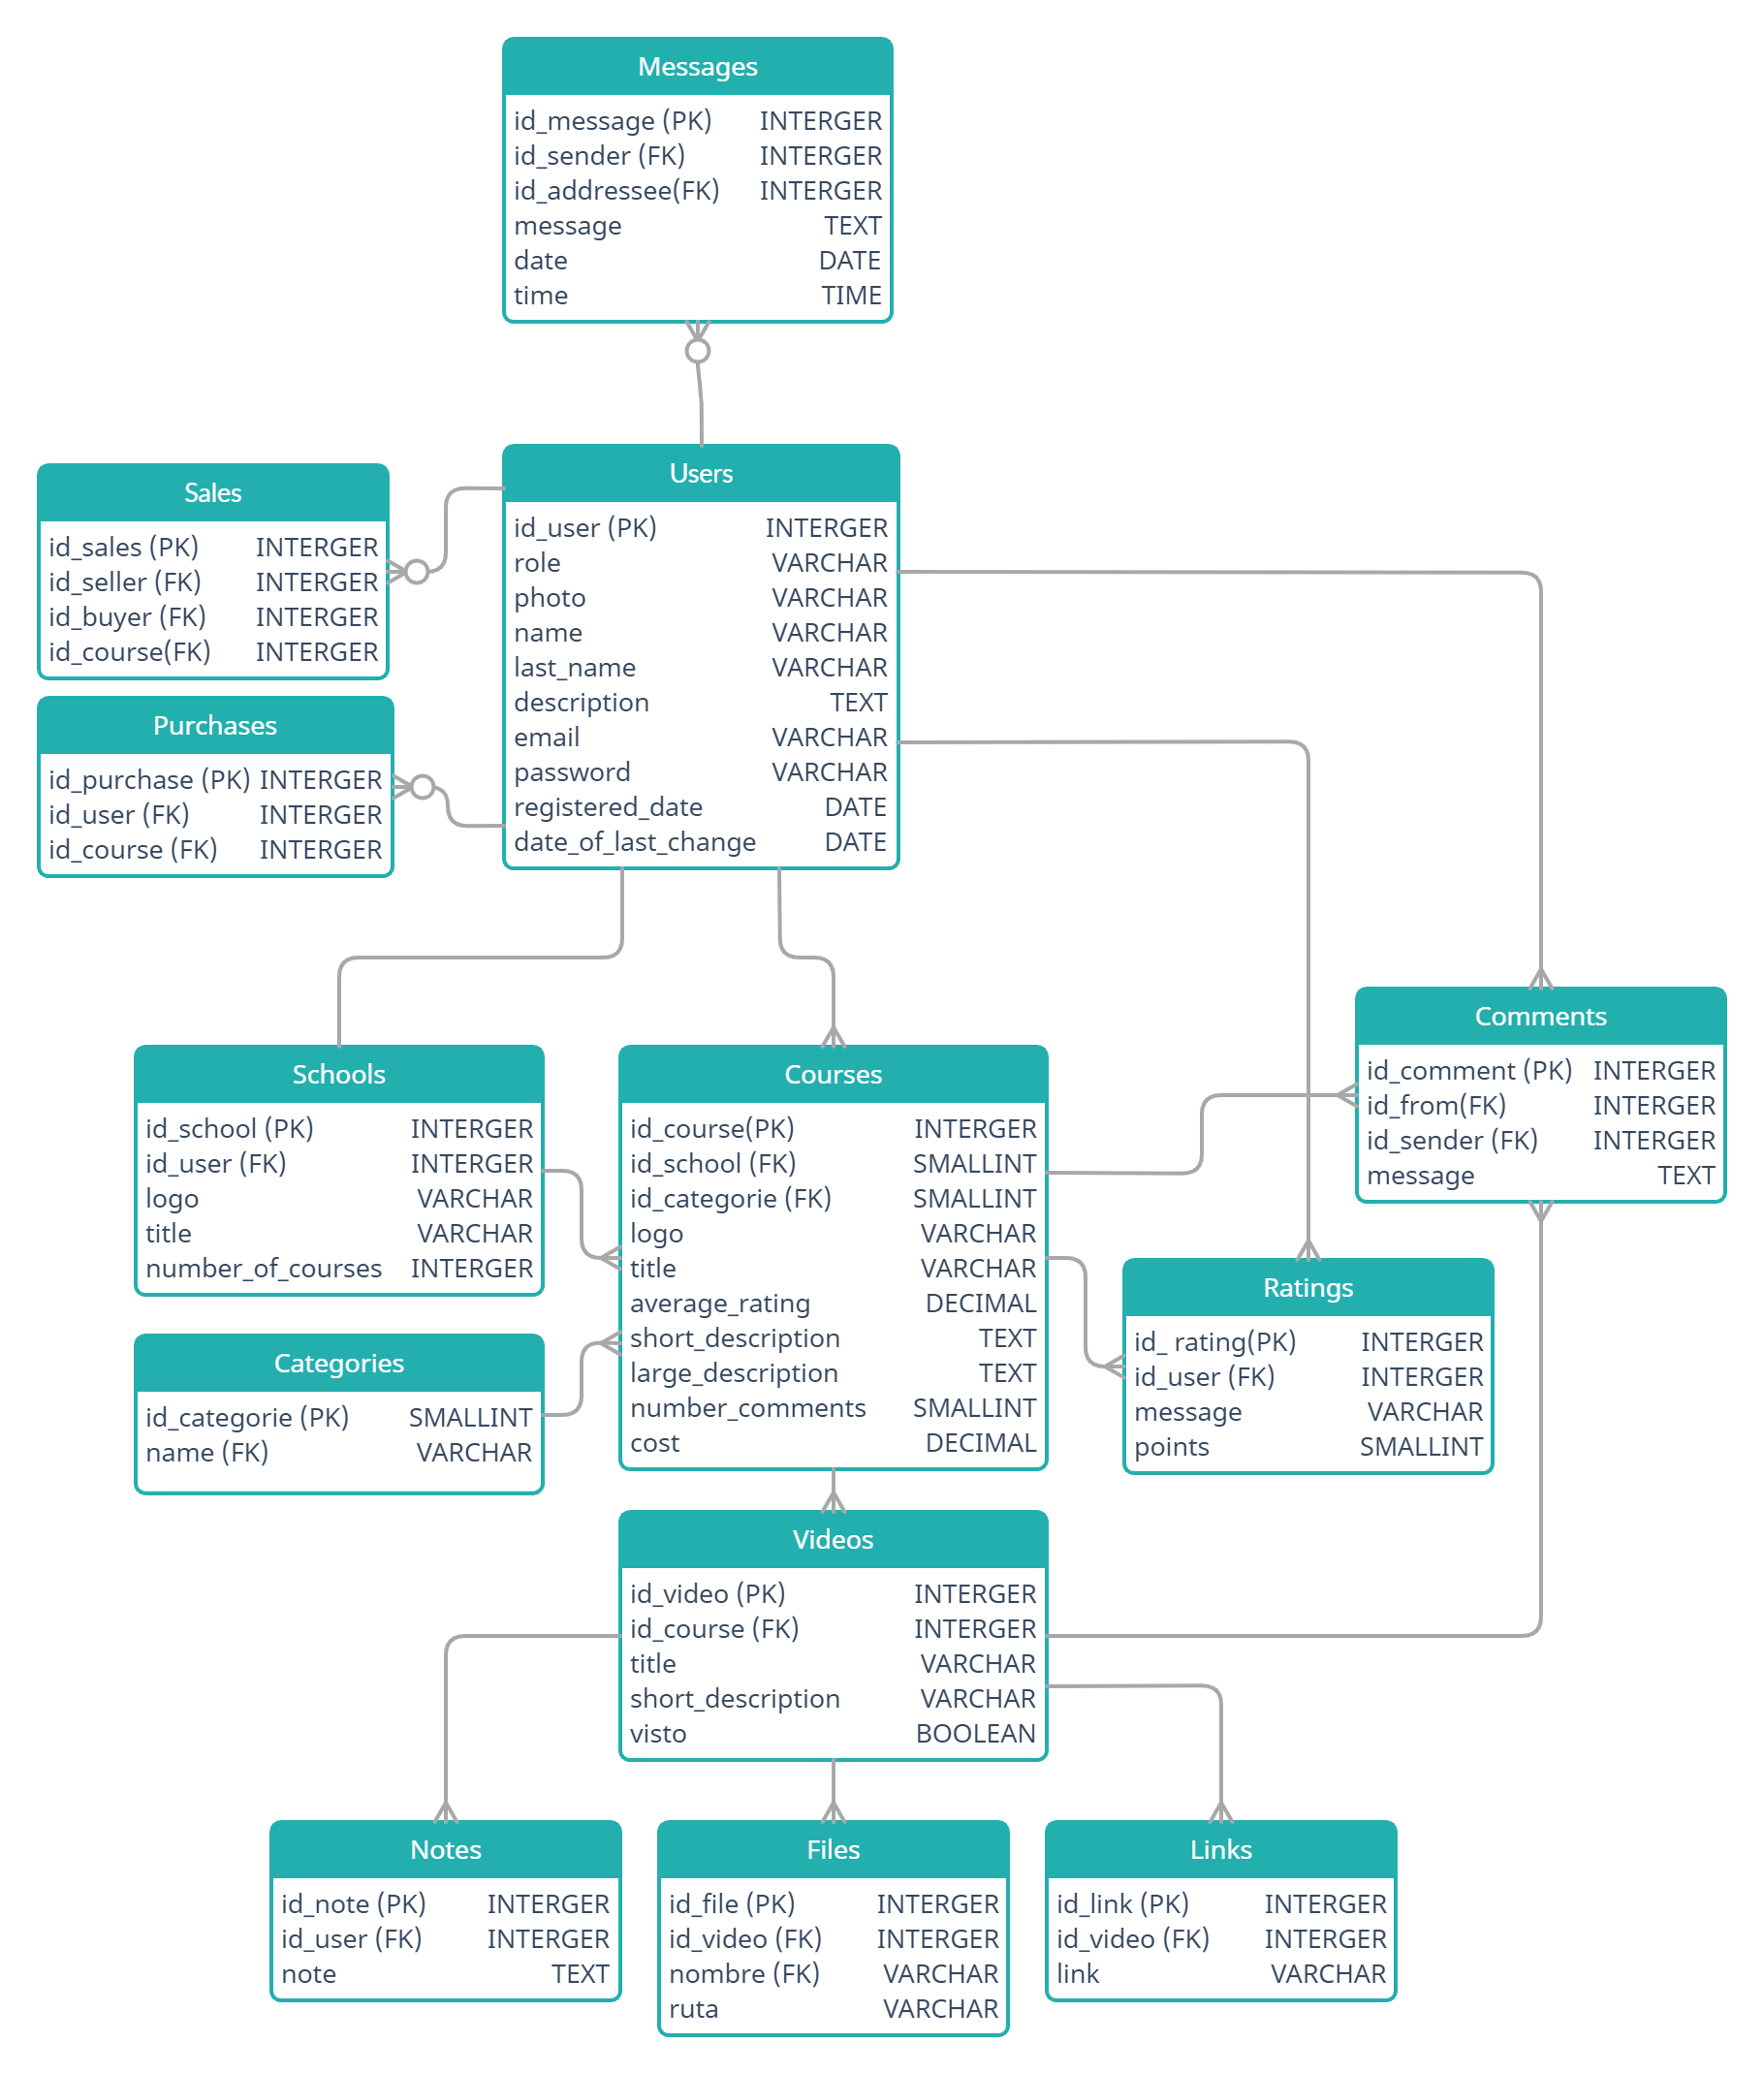 Messages
id_message (PK) INTERGER
id_sender (FK) INTERGER
id_addressee(FK) INTERGER
message TEXT
date DATE
time TIME
Sales
id_sales (PK) INTERGER
id_seller (FK) INTERGER
id_buyer (FK) INTERGER
id_course(FK) INTERGER
Users
id_user (PK) INTERGER
role VARCHAR
photo VARCHAR
name VARCHAR
last_name VARCHAR
description TEXT
email VARCHAR
password VARCHAR
registered_date DATE
date_of_last_change DATE
Purchases
id_purchase (PK) INTERGER
id_user (FK) INTERGER
id_course (FK) INTERGER
Comments
id_comment (PK) INTERGER
id_from(FK) INTERGER
id_sender (FK) INTERGER
message TEXT
Schools
id_school (PK) INTERGER
id_user (FK) INTERGER
logo VARCHAR
title VARCHAR
number_of_courses INTERGER
Courses
id_course(PK) INTERGER
id_school (FK) SMALLINT
id_categorie (FK) SMALLINT
logo VARCHAR
title VARCHAR
average_rating DECIMAL
short_description TEXT
large_description TEXT
number_comments SMALLINT
cost DECIMAL
Ratings
id_ rating(PK) INTERGER
id_user (FK) INTERGER
message VARCHAR
points SMALLINT
Categories
id_categorie (PK) SMALLINT
name (FK) VARCHAR
Videos
id_video (PK) INTERGER
id_course (FK) INTERGER
title VARCHAR
short_description VARCHAR
visto BOOLEAN
Notes
id_note (PK) INTERGER
id_user (FK) INTERGER
note TEXT
Files
id_file (PK) INTERGER
id_video (FK) INTERGER
nombre (FK) VARCHAR
ruta VARCHAR
Links
id_link (PK) INTERGER
id_video (FK) INTERGER
link VARCHAR